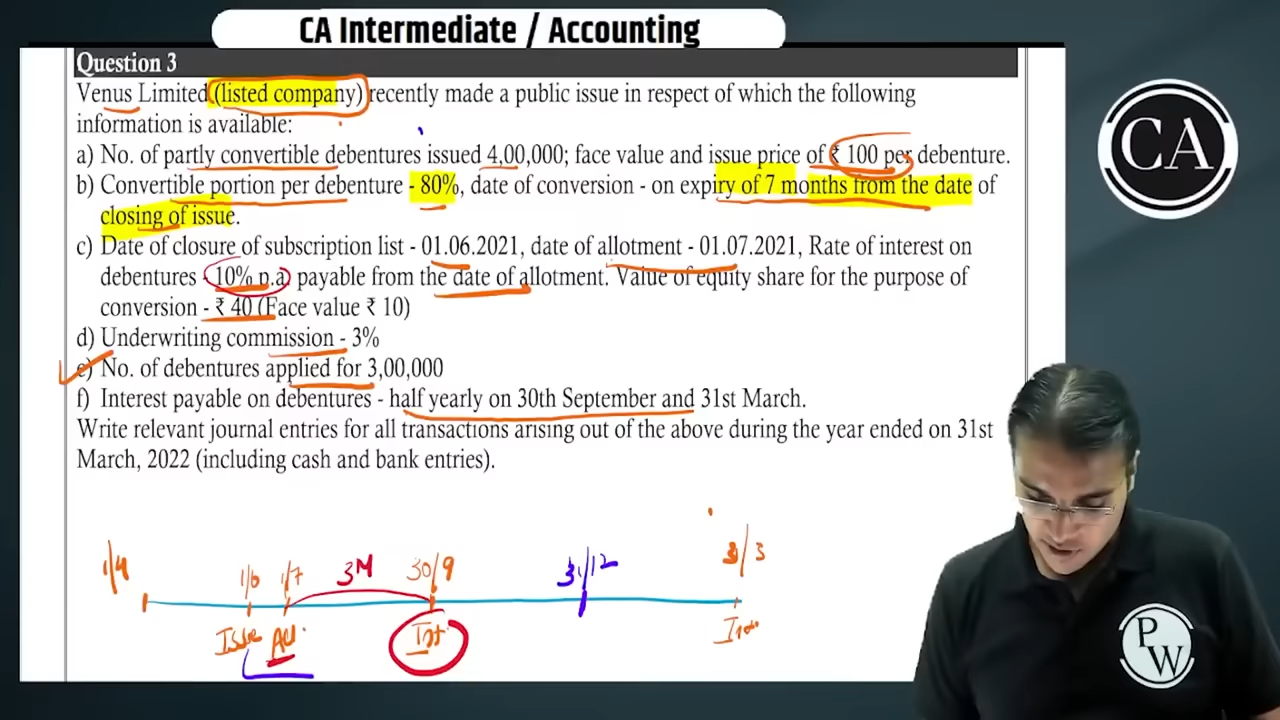 CA Intermediate / Accounting
Question 3
Venus Limited (listed company) recently made a public issue in respect of which the following
information is available:
a) No. of partly convertible debentures issued 4,00,000; face value and issue price of ₹ 100 per debenture.
b) Convertible portion per debenture - 80%, date of conversion - on expiry of 7 months from the date of
closing of issue.
c) Date of closure of subscription list - 01.06.2021, date of allotment - 01.07.2021, Rate of interest on
debentures - 10% p.a. payable from the date of allotment. Value of equity share for the purpose of
conversion - ₹ 40 (Face value ₹ 10)
d) Underwriting commission - 3%
e) No. of debentures applied for 3,00,000
f) Interest payable on debentures - half yearly on 30th September and 31st March.
Write relevant journal entries for all transactions arising out of the above during the year ended on 31st
March, 2022 (including cash and bank entries).
1/4 1/6 1/7 3M 30/9 31/12 31/3
Issue All. Int. Int
CA
PW